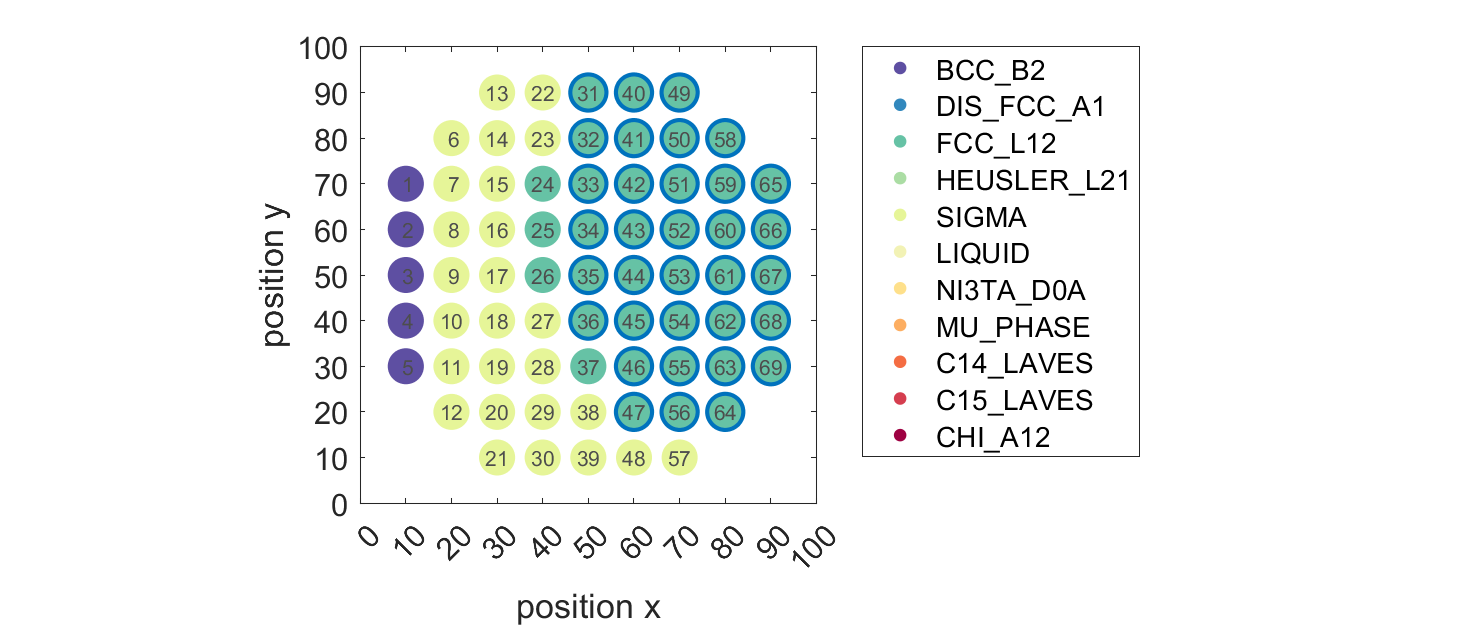 100
90
80
70
60
50
40
30
20
10
0
position y
13 22 31 40 49
6 14 23 32 41 50 58
1 7 15 24 33 42 51 59 65
2 8 16 25 34 43 52 60 66
3 9 17 26 35 44 53 61 67
4 10 18 27 36 45 54 62 68
5 11 19 28 37 46 55 63 69
12 20 29 38 47 56 64
21 30 39 48 57
0 10 20 30 40 50 60 70 80 90 100
position x
BCC_B2
DIS_FCC_A1
FCC_L12
HEUSLER_L21
SIGMA
LIQUID
NI3TA_D0A
MU_PHASE
C14_LAVES
C15_LAVES
CHI_A12